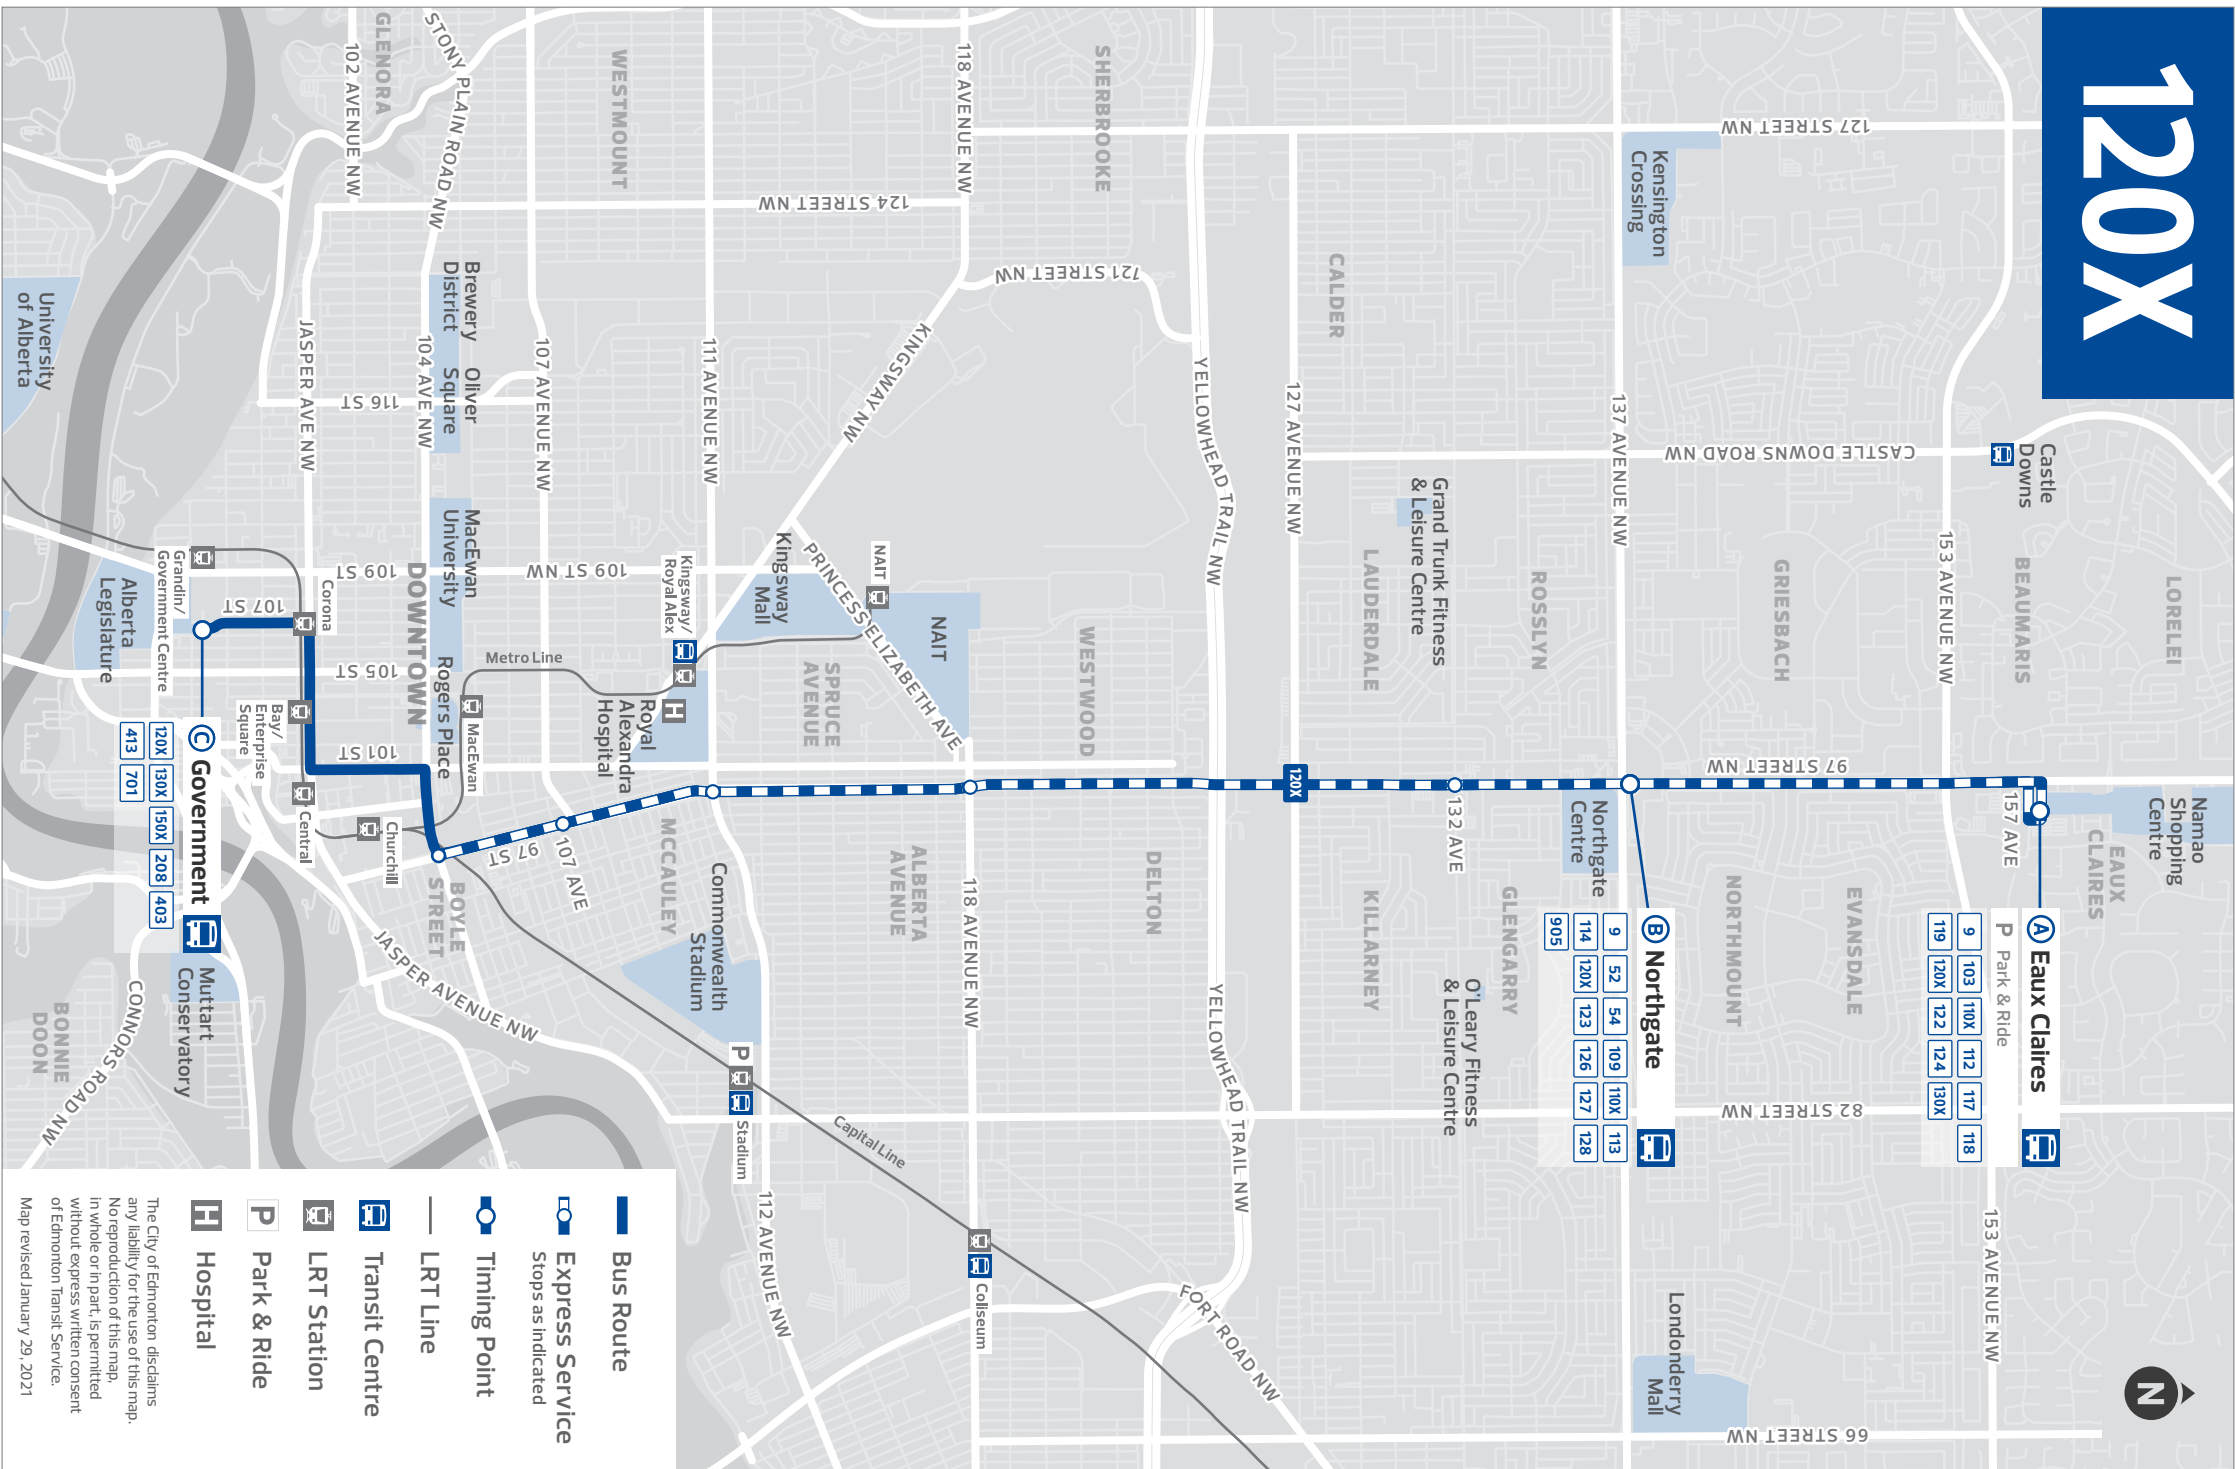 120X
LORELEI
BEAUMARIS
Castle
Downs
CASTLE DOWNS ROAD NW
127 STREET NW
Kensington
Crossing
153 AVENUE NW
GRIESBACH
ROSSLYN
137 AVENUE NW
Namao
Shopping
Centre
EAUX
CLAIRES
157 AVE
97 STREET NW
A Eaux Claires
P Park & Ride
9 103 110X 112 117 118
119 120X 122 124 130X
EVANSDALE
NORTHMOUNT
82 STREET NW
153 AVENUE NW
B Northgate
9 52 54 109 110X 113
114 120X 123 126 127 128
905
Northgate
Centre
Londonderry
Mall
66 STREET NW
GLENGARRY
132 AVE
O'Leary Fitness
& Leisure Centre
KILLARNEY
Grand Trunk Fitness
& Leisure Centre
LAUDERDALE
CALDER
127 AVENUE NW
120X
YELLOWHEAD TRAIL NW
YELLOWHEAD TRAIL NW
YELLOWHEAD TRAIL NW
FORT ROAD NW
SHERBROOKE
721 STREET NW
WESTWOOD
DELTON
118 AVENUE NW
124 STREET NW
KINGSWAY NW
NAIT
NAIT
PRINCESS ELIZABETH AVE
118 AVENUE NW
ALBERTA
AVENUE
SPRUCE
AVENUE
Coliseum
Capital Line
Kingsway
Mall
111 AVENUE NW
Kingsway/
Royal Alex
H
Royal
Alexandra
Hospital
Commonwealth
Stadium
P
Stadium
112 AVENUE NW
MCCAULEY
WESTMOUNT
109 ST NW
107 AVENUE NW
107 AVE
97 ST
Metro Line
STONY PLAIN ROAD NW
Brewery
District
Oliver
Square
MacEwan
University
Rogers Place
MacEwan
104 AVE NW
DOWNTOWN
BOYLE
STREET
GLENORA
102 AVENUE NW
116 ST
109 ST
105 ST
101 ST
Churchill
JASPER AVE NW
JASPER AVENUE NW
Corona
Central
Bay/
Enterprise
Square
107 ST
Grandin/
Government Centre
Alberta
Legislature
University
of Alberta
C Government
120X 130X 150X 208 403
413 701
Muttart
Conservatory
CONNORS ROAD NW
BONNIE
DOON
N
Bus Route
Express Service
Stops as indicated
Timing Point
LRT Line
Transit Centre
LRT Station
P Park & Ride
H Hospital
The City of Edmonton disclaims
any liability for the use of this map.
No reproduction of this map,
in whole or in part, is permitted
without express written consent
of Edmonton Transit Service.
Map revised January 29, 2021